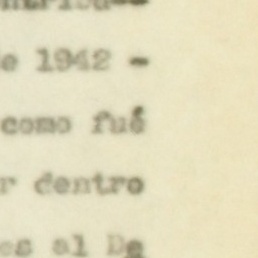 e 1942 -
como fué
r dentro
es al De